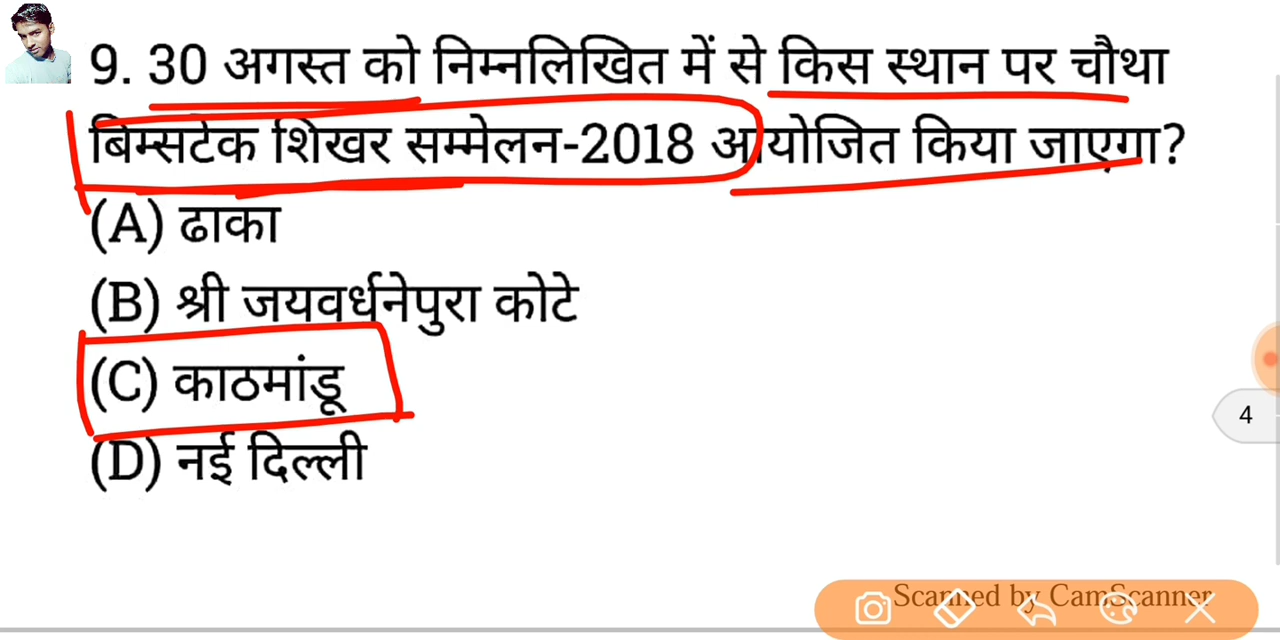 9. 30 अगस्त को निम्नलिखित में से किस स्थान पर चौथा
बिम्सटेक शिखर सम्मेलन-2018 आयोजित किया जाएगा?
(A) ढाका
(B) श्री जयवर्धनेपुरा कोटे
(C) काठमांडू
(D) नई दिल्ली
4
Scanned by CamScanner